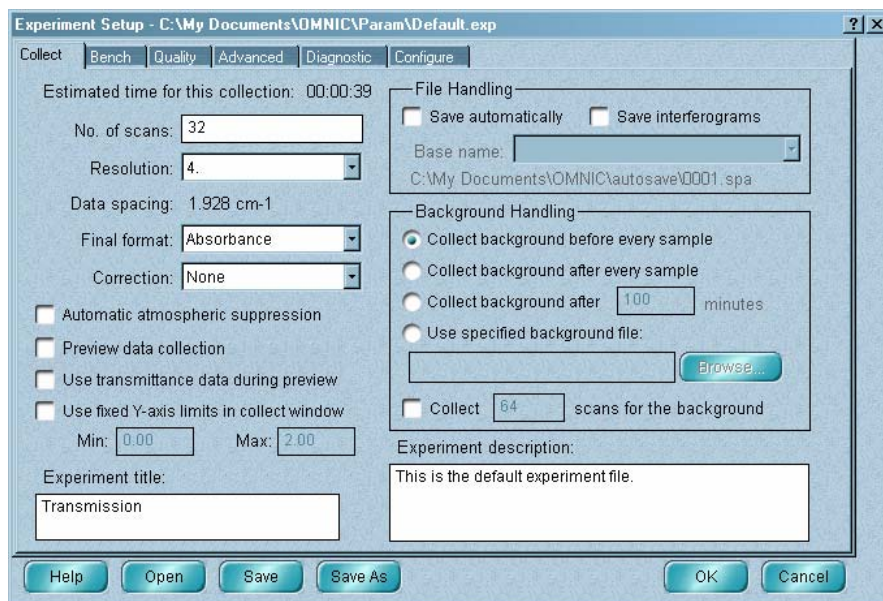 Experiment Setup - C:\My Documents\OMNIC\Param\Default.exp
Collect Bench Quality Advanced Diagnostic Configure
Estimated time for this collection: 00:00:39
No. of scans: 32
Resolution: 4.
Data spacing: 1.928 cm-1
Final format: Absorbance
Correction: None
Automatic atmospheric suppression
Preview data collection
Use transmittance data during preview
Use fixed Y-axis limits in collect window
Min: 0.00 Max: 2.00
Experiment title:
Transmission
File Handling
Save automatically Save interferograms
Base name:
C:\My Documents\OMNIC\autosave\0001.spa
Background Handling
Collect background before every sample
Collect background after every sample
Collect background after 100 minutes
Use specified background file:
Browse...
Collect 64 scans for the background
Experiment description:
This is the default experiment file.
Help Open Save Save As OK Cancel